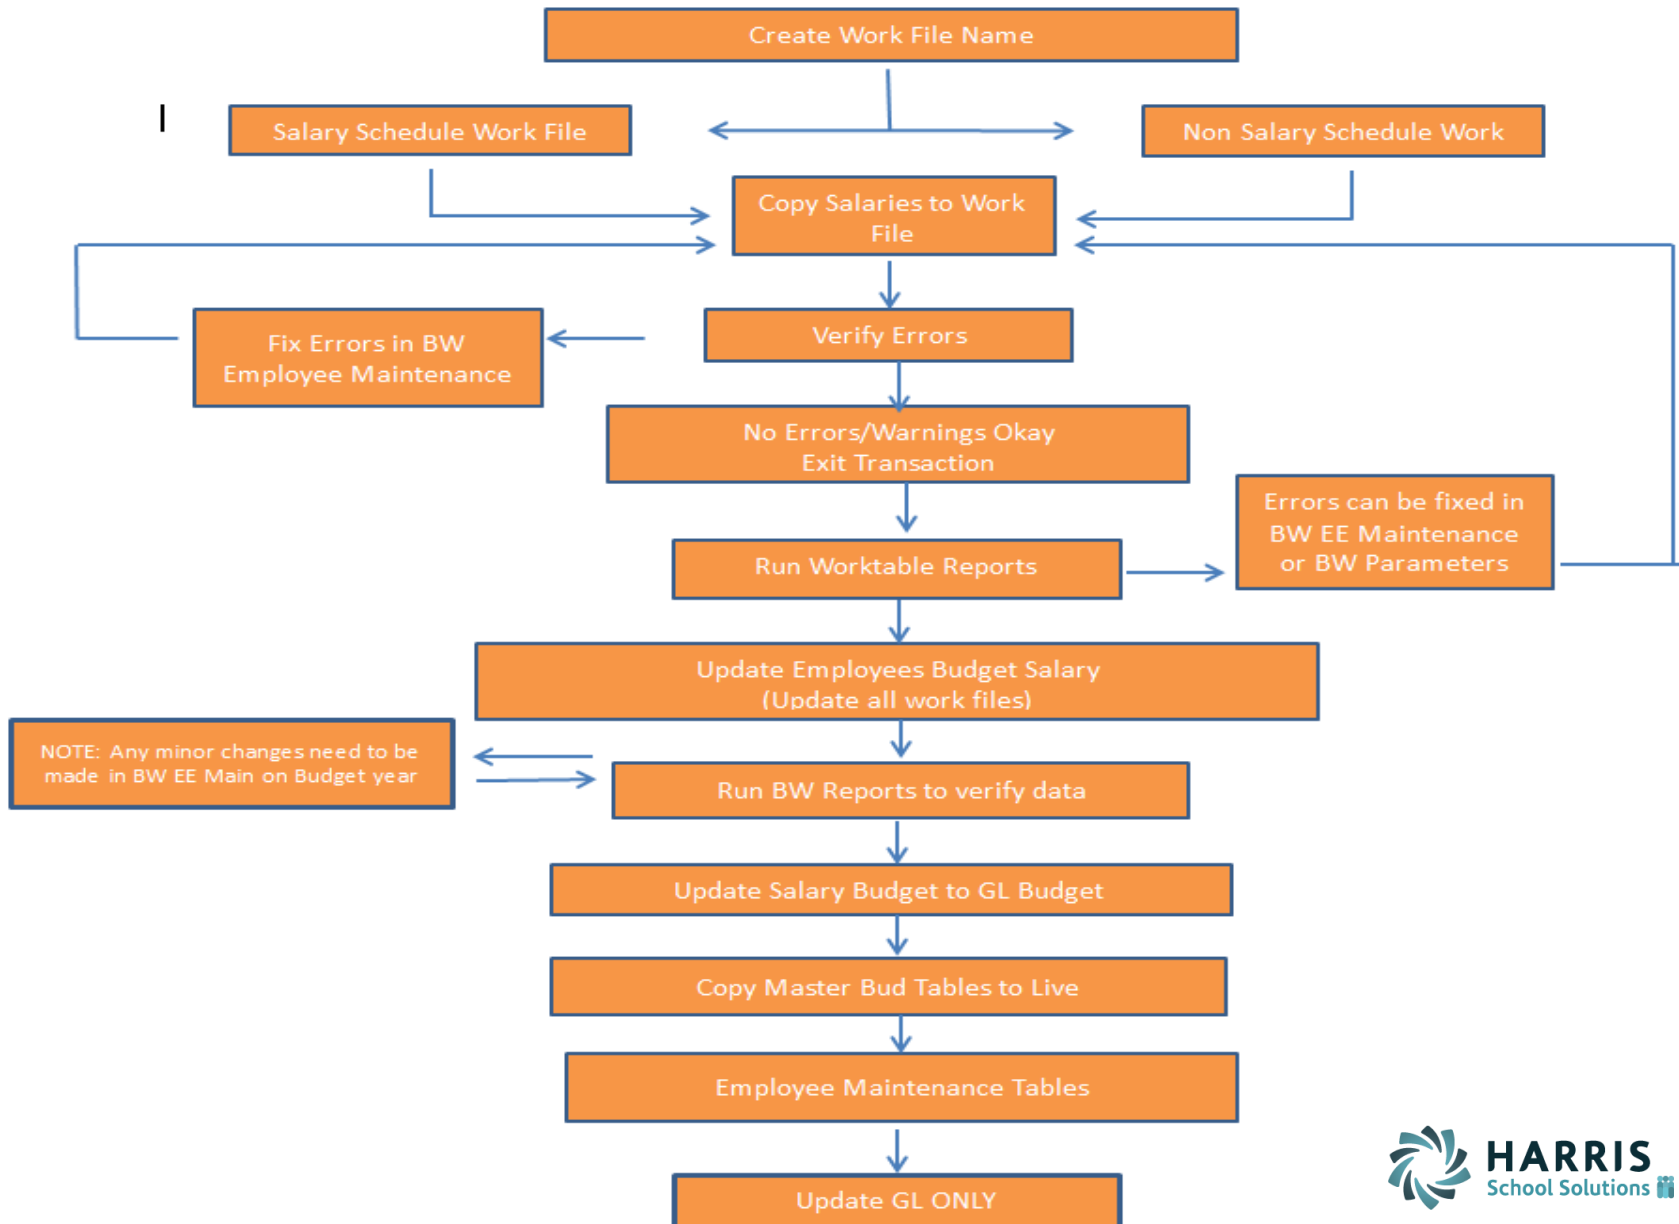 Create Work File Name
Salary Schedule Work File
Non Salary Schedule Work
Copy Salaries to Work
File
Verify Errors
Fix Errors in BW
Employee Maintenance
No Errors/Warnings Okay
Exit Transaction
Errors can be fixed in
BW EE Maintenance
or BW Parameters
Run Worktable Reports
Update Employees Budget Salary
(Update all work files)
NOTE: Any minor changes need to be
made in BW EE Main on Budget year
Run BW Reports to verify data
Update Salary Budget to GL Budget
Copy Master Bud Tables to Live
Employee Maintenance Tables
Update GL ONLY
HARRIS
School Solutions